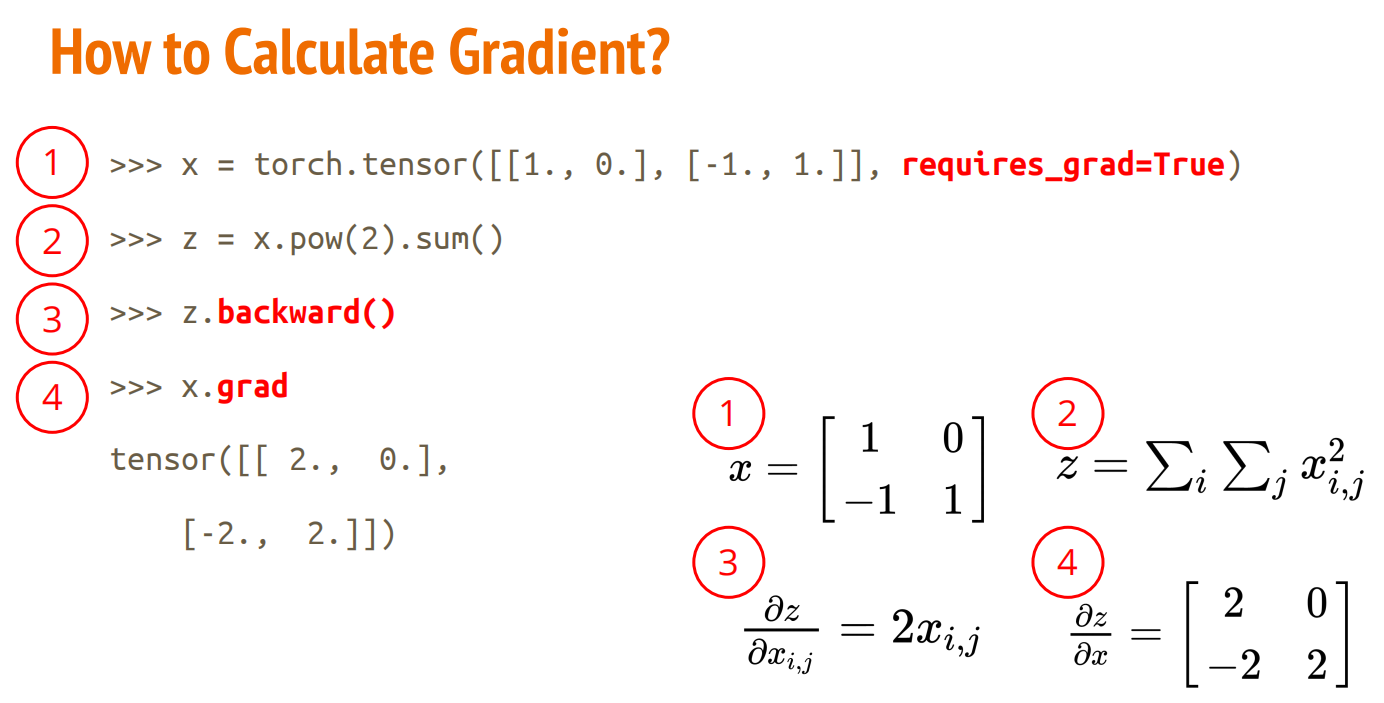 How to Calculate Gradient?
1 >>> x = torch.tensor([[1., 0.], [-1., 1.]], requires_grad=True)
2 >>> z = x.pow(2).sum()
3 >>> z.backward()
4 >>> x.grad
tensor([[ 2.,  0.],
[-2.,  2.]])
1 x = [1 0
-1 1]
2 z = ∑i ∑j x²i,j
3 ∂z/∂xi,j = 2xi,j
4 ∂z/∂x = [2 0
-2 2]